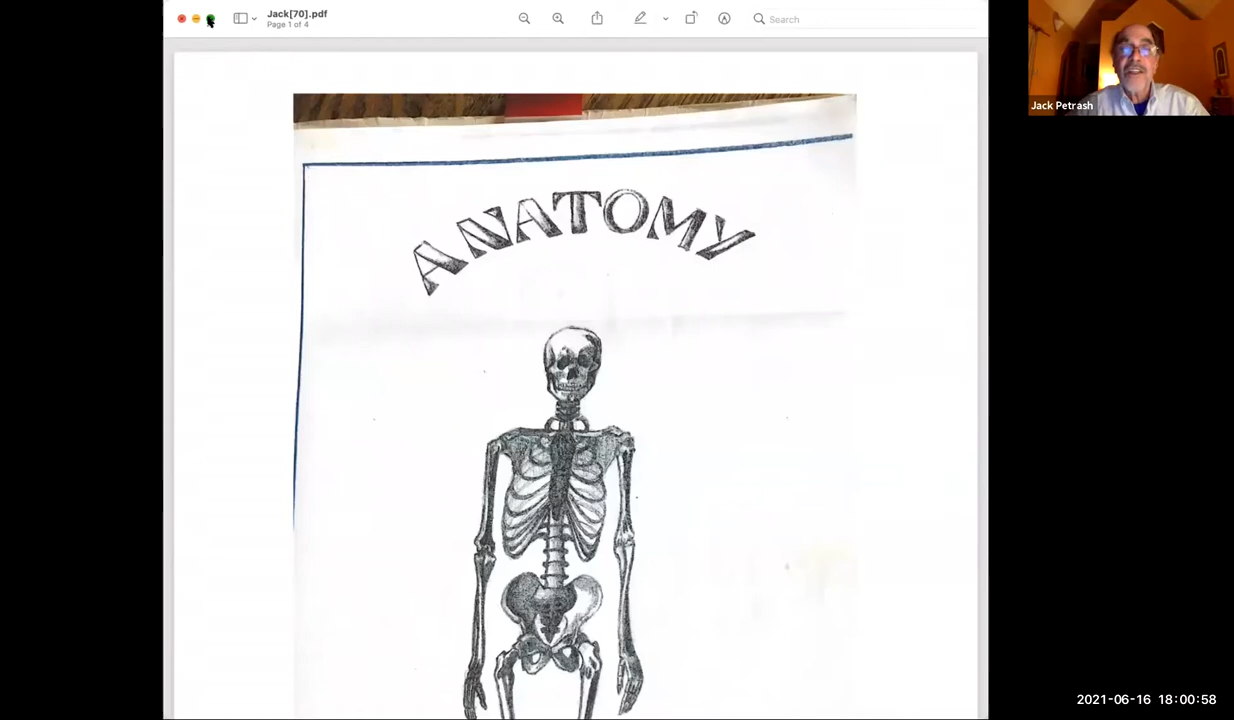 Jack[70].pdf
Page 1 of 4
Search
Jack Petrash
ANATOMY
2021-06-16 18:00:58